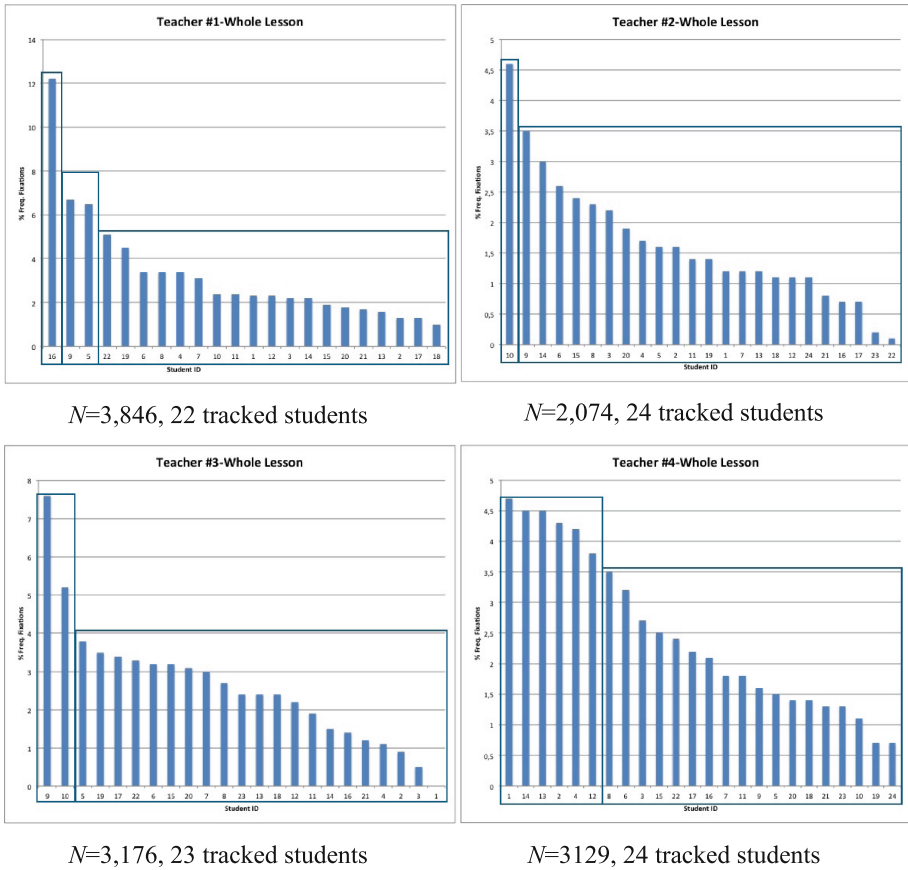 Teacher #1-Whole Lesson
% Freq. Fixations
14
12
10
8
6
4
2
0
16 9 5 22 19 6 8 4 7 10 11 1 12 3 14 15 20 21 13 2 17 18
Student ID
N=3,846, 22 tracked students
Teacher #2-Whole Lesson
% Freq. Fixations
5
4,5
4
3,5
3
2,5
2
1,5
1
0,5
0
10 9 14 6 15 8 3 20 4 5 2 11 19 1 7 13 18 12 24 21 16 17 23 22
Student ID
N=2,074, 24 tracked students
Teacher #3-Whole Lesson
% Freq. Fixations
8
7
6
5
4
3
2
1
0
9 10 5 19 17 22 6 15 20 7 8 23 13 18 12 11 14 16 21 4 2 3 1
Student ID
N=3,176, 23 tracked students
Teacher #4-Whole Lesson
% Freq. Fixations
5
4,5
4
3,5
3
2,5
2
1,5
1
0,5
0
1 14 13 2 4 12 8 6 3 15 22 17 16 7 11 9 5 20 18 21 23 10 19 24
Student ID
N=3129, 24 tracked students